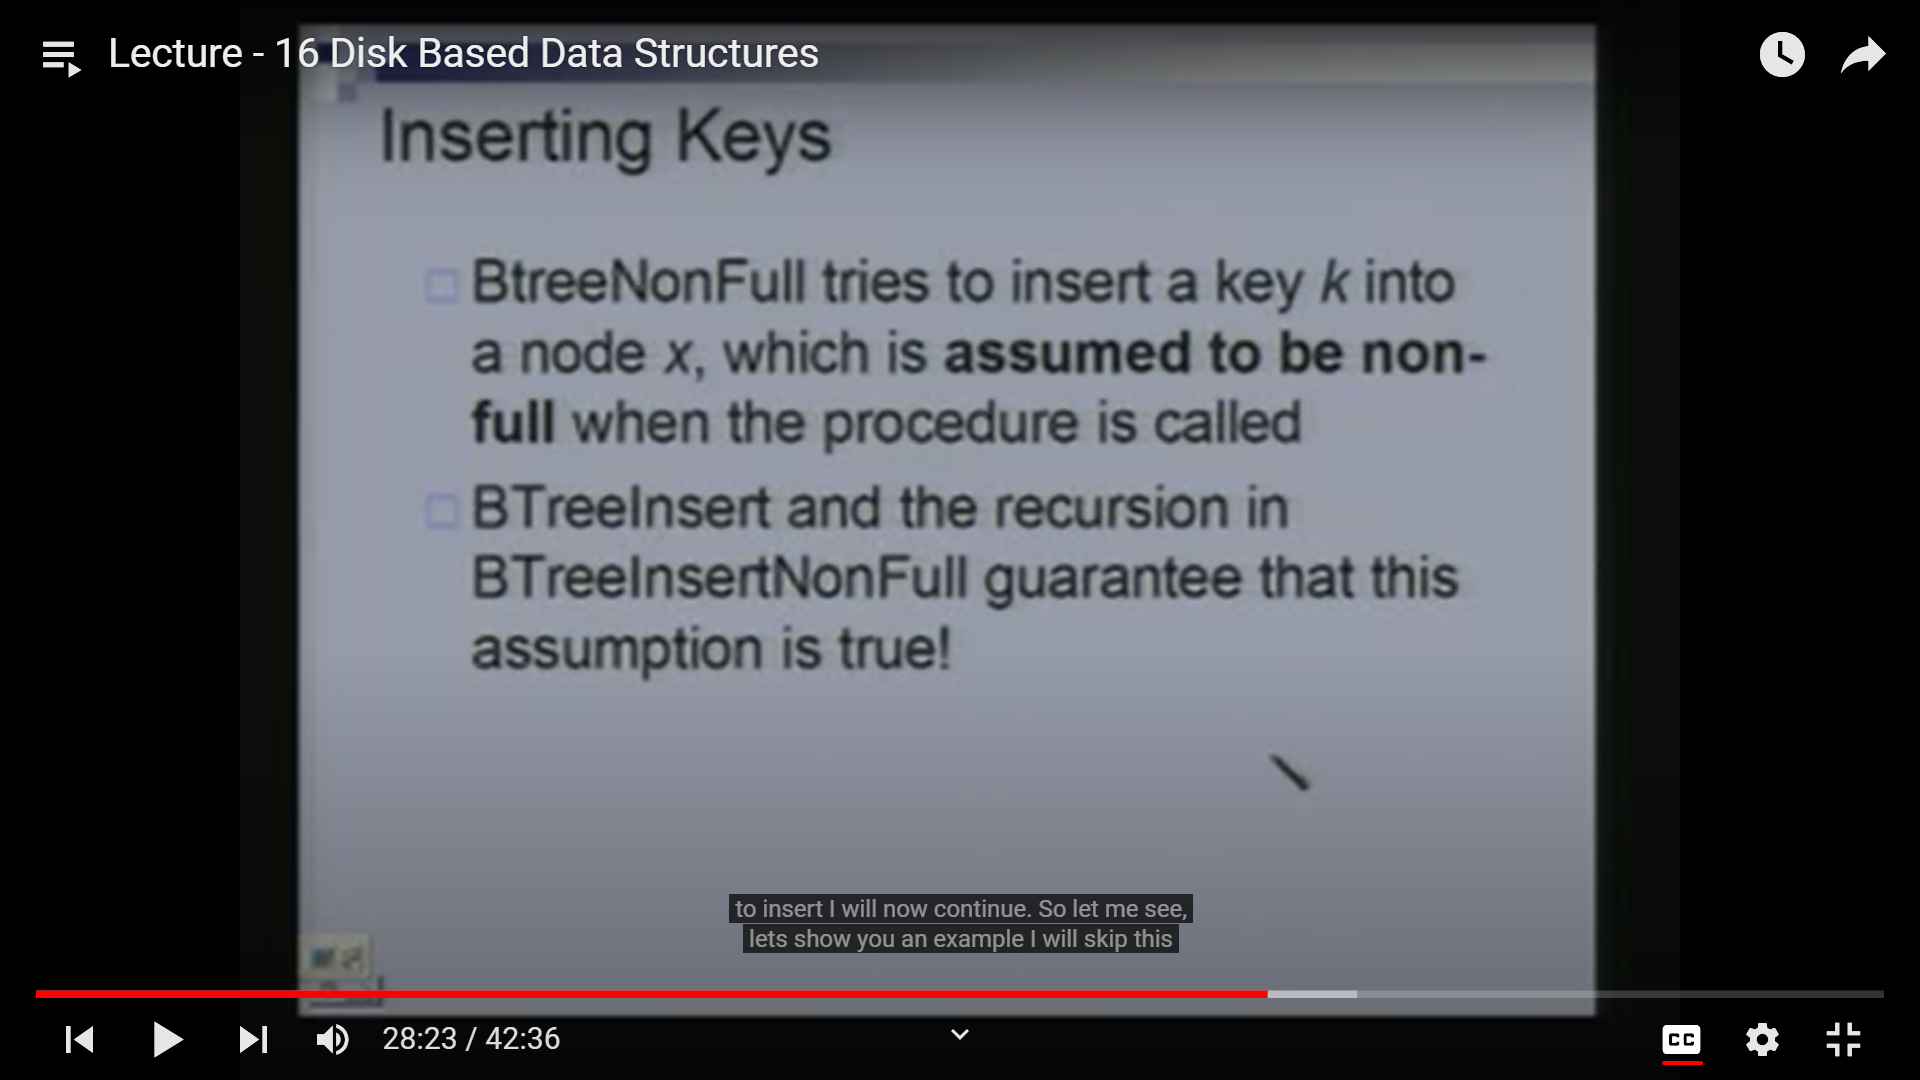 Lecture - 16 Disk Based Data Structures
Inserting Keys
BtreeNonFull tries to insert a key k into
a node x, which is assumed to be non-
full when the procedure is called
BTreeInsert and the recursion in
BTreeInsertNonFull guarantee that this
assumption is true!
to insert I will now continue. So let me see,
lets show you an example I will skip this
28:23 / 42:36
CC